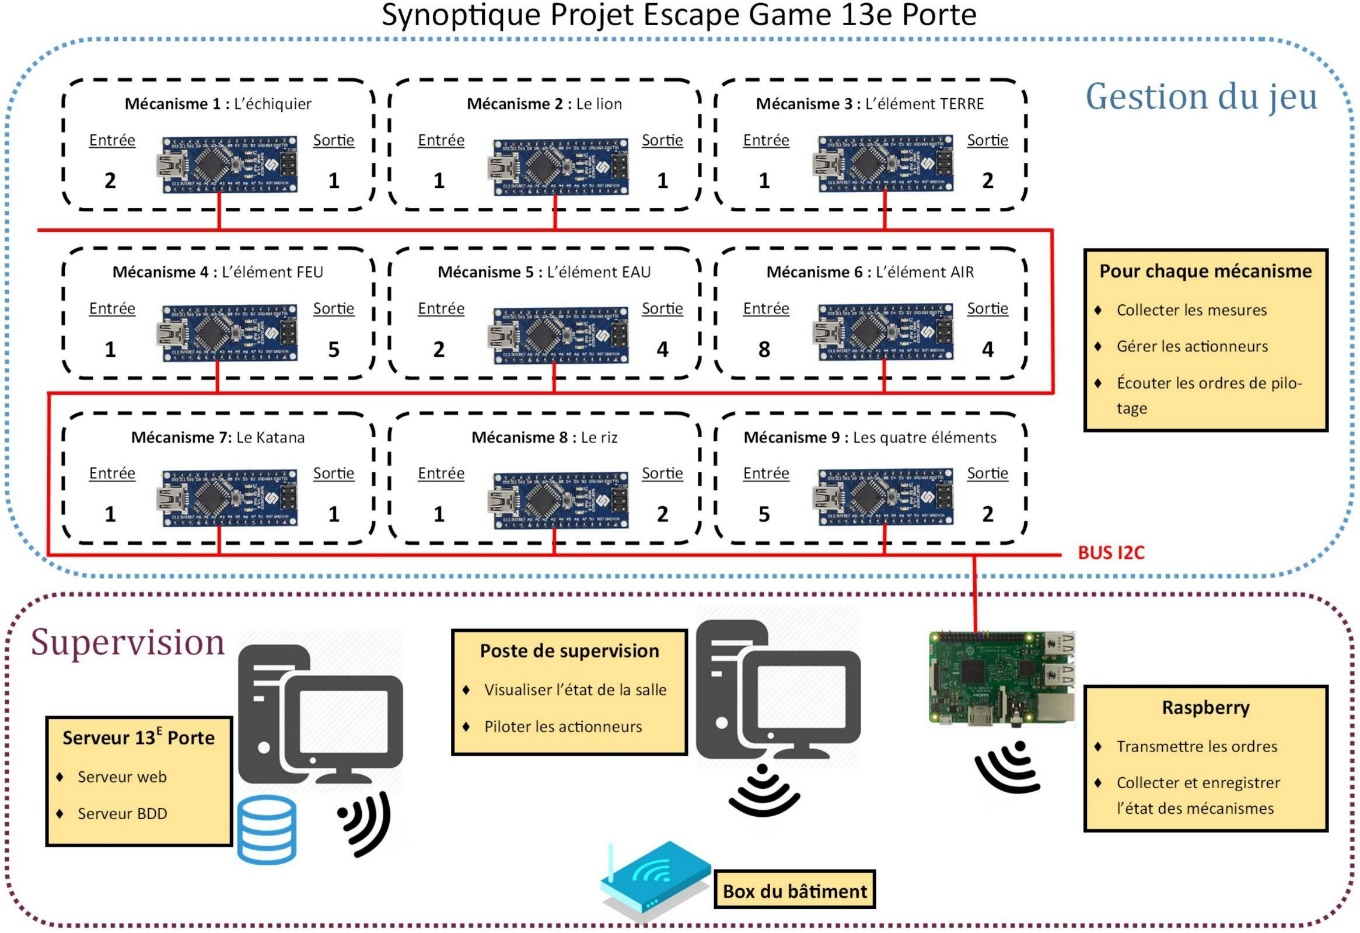 Synoptique Projet Escape Game 13e Porte
Gestion du jeu
Mécanisme 1 : L'échiquier
Entrée
Sortie
2
1
Mécanisme 2 : Le lion
Entrée
Sortie
1
1
Mécanisme 3 : L'élément TERRE
Entrée
Sortie
1
2
Mécanisme 4 : L'élément FEU
Entrée
Sortie
1
5
Mécanisme 5 : L'élément EAU
Entrée
Sortie
2
4
Mécanisme 6 : L'élément AIR
Entrée
Sortie
8
4
Pour chaque mécanisme
♦ Collecter les mesures
♦ Gérer les actionneurs
♦ Écouter les ordres de pilo-
tage
Mécanisme 7: Le Katana
Entrée
Sortie
1
1
Mécanisme 8 : Le riz
Entrée
Sortie
1
2
Mécanisme 9 : Les quatre éléments
Entrée
Sortie
5
2
BUS I2C
Supervision
Serveur 13E Porte
♦ Serveur web
♦ Serveur BDD
Poste de supervision
♦ Visualiser l'état de la salle
♦ Piloter les actionneurs
Raspberry
♦ Transmettre les ordres
♦ Collecter et enregistrer
l'état des mécanismes
Box du bâtiment